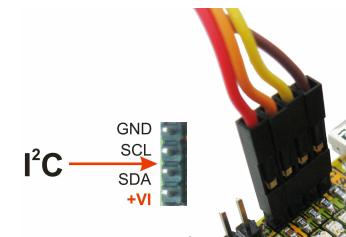 GND
SCL
I²C
SDA
+VI